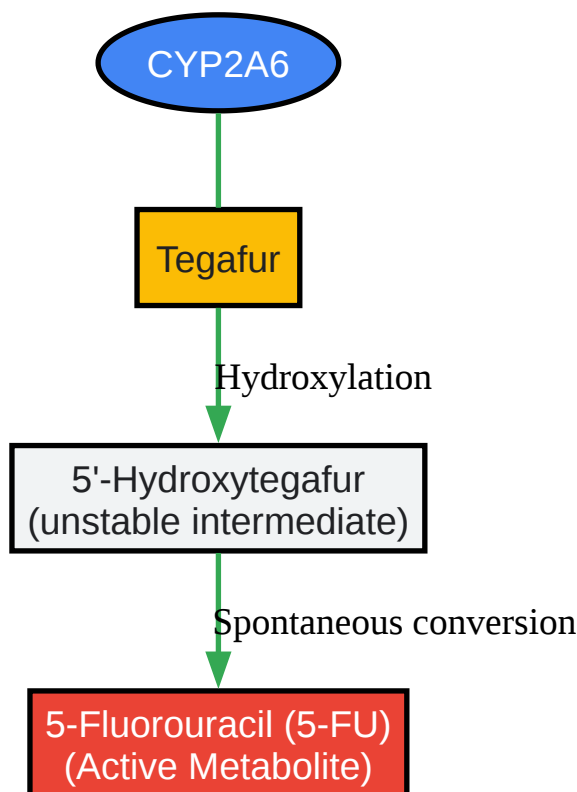 CYP2A6
Tegafur
Hydroxylation
5'-Hydroxytegafur
(unstable intermediate)
Spontaneous conversion
5-Fluorouracil (5-FU)
(Active Metabolite)